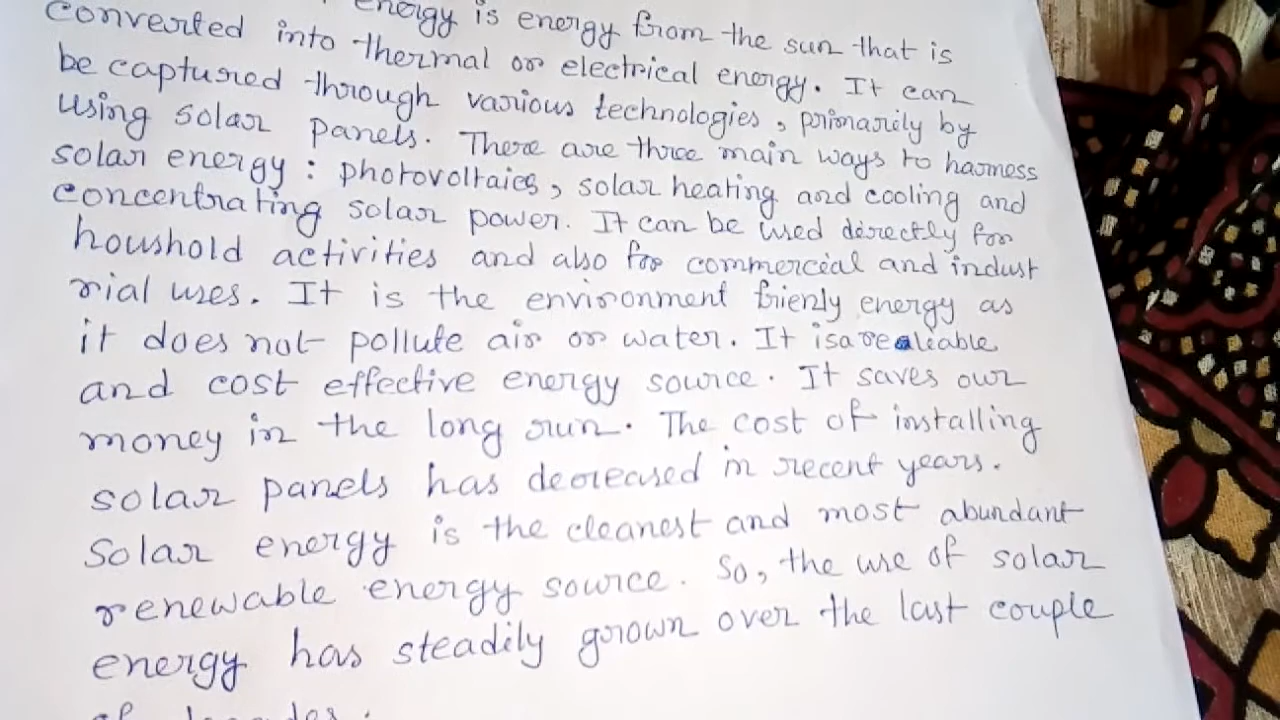 energy is energy from the sun that is
converted into thermal or electrical energy. It can
be captured through various technologies, primarily by
using solar panels. There are three main ways to harness
solar energy : photovoltaics, solar heating and cooling and
concentrating solar power. It can be used directly for
houshold activities and also for commercial and indust
rial uses. It is the environment frienly energy as
it does not pollute air or water. It is a realeable
and cost effective energy source. It saves our
money in the long run. The cost of installing
solar panels has decreased in recent years.
Solar energy is the cleanest and most abundant
renewable energy source. So, the use of solar
energy has steadily grown over the last couple
of decades.